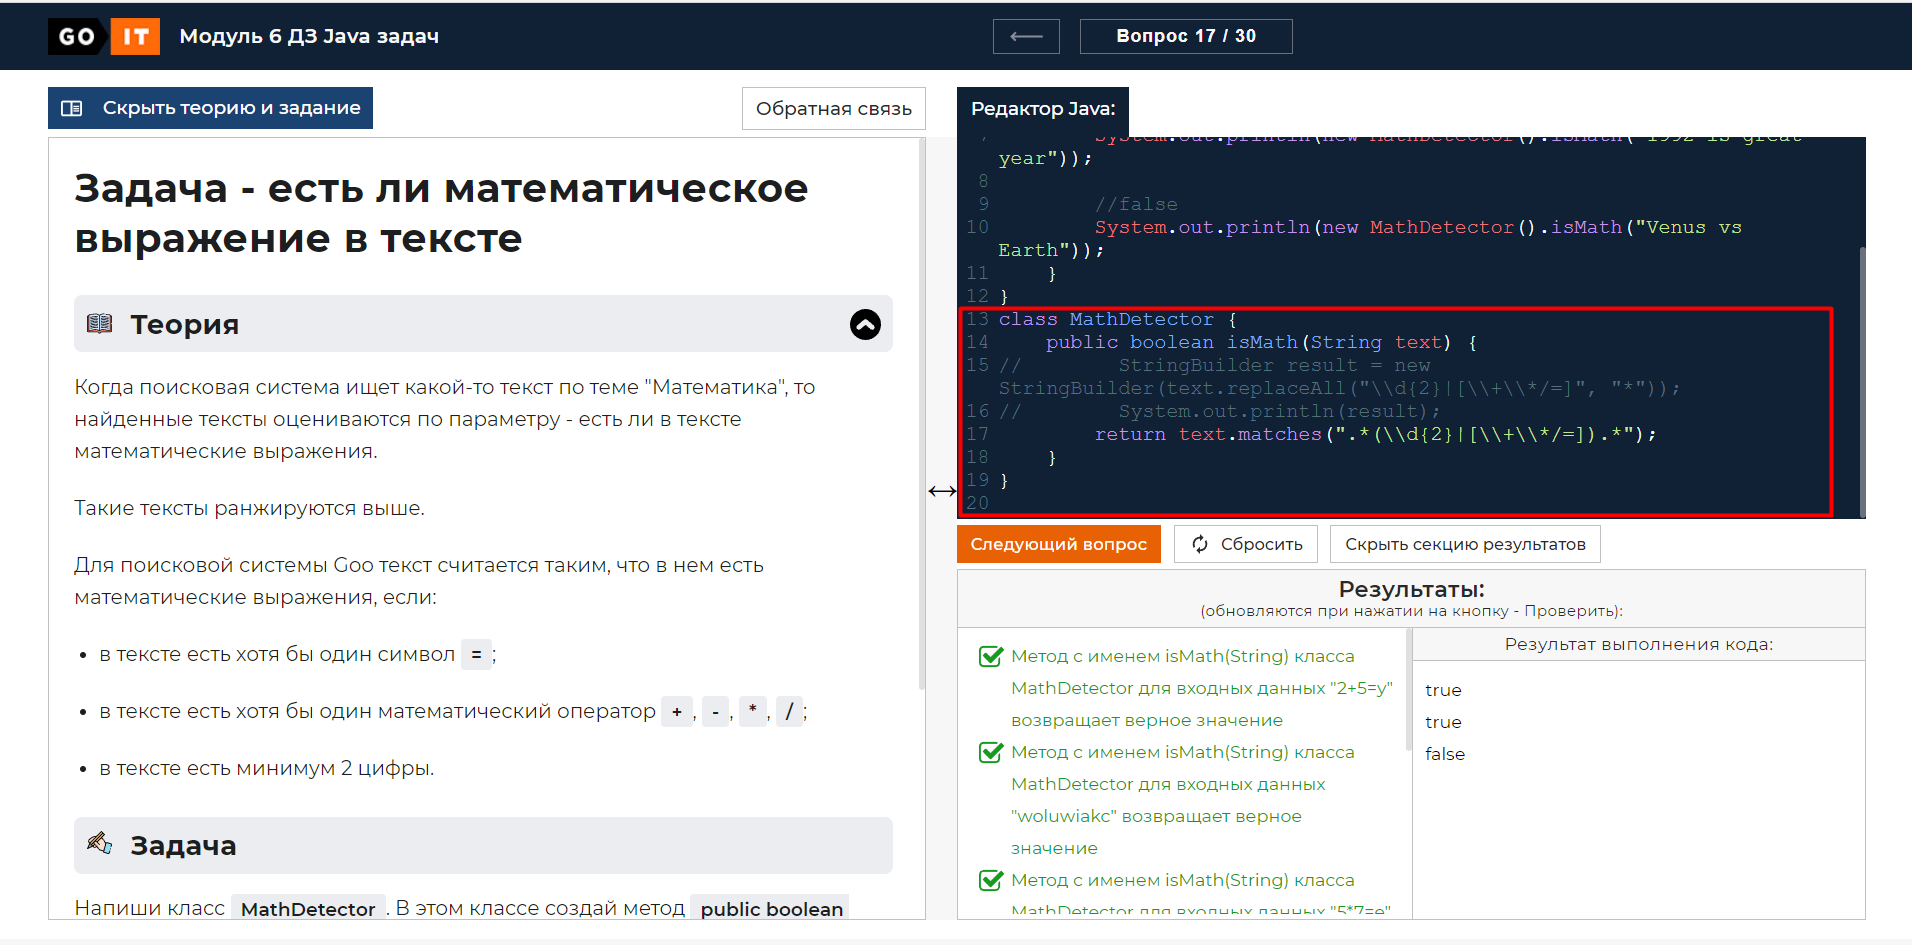 GO IT Модуль 6 ДЗ Java задач
Вопрос 17 / 30
Скрыть теорию и задание
Обратная связь
Задача - есть ли математическое
выражение в тексте
Теория
Когда поисковая система ищет какой-то текст по теме "Математика", то
найденные тексты оцениваются по параметру - есть ли в тексте
математические выражения.
Такие тексты ранжируются выше.
Для поисковой системы Goo текст считается таким, что в нем есть
математические выражения, если:
• в тексте есть хотя бы один символ = ;
• в тексте есть хотя бы один математический оператор + , - , * , / ;
• в тексте есть минимум 2 цифры.
Задача
Напиши класс MathDetector . В этом классе создай метод public boolean
Редактор Java:
7 System.out.println(new MathDetector().isMath("1992 is great
year"));
8
9 //false
10 System.out.println(new MathDetector().isMath("Venus vs
Earth"));
11 }
12 }
13 class MathDetector {
14 public boolean isMath(String text) {
15 // StringBuilder result = new
StringBuilder(text.replaceAll("\\d{2}|[\\+\\*/=]", "*"));
16 // System.out.println(result);
17 return text.matches(".*(\\d{2}|[\\+\\*/=]).*");
18 }
19 }
20
Следующий вопрос
Сбросить
Скрыть секцию результатов
Результаты:
(обновляются при нажатии на кнопку - Проверить):
Метод с именем isMath(String) класса
MathDetector для входных данных "2+5=y"
возвращает верное значение
Метод с именем isMath(String) класса
MathDetector для входных данных
"woluwiakc" возвращает верное
значение
Метод с именем isMath(String) класса
MathDetector для входных данных "5*7=e"
Результат выполнения кода:
true
true
false